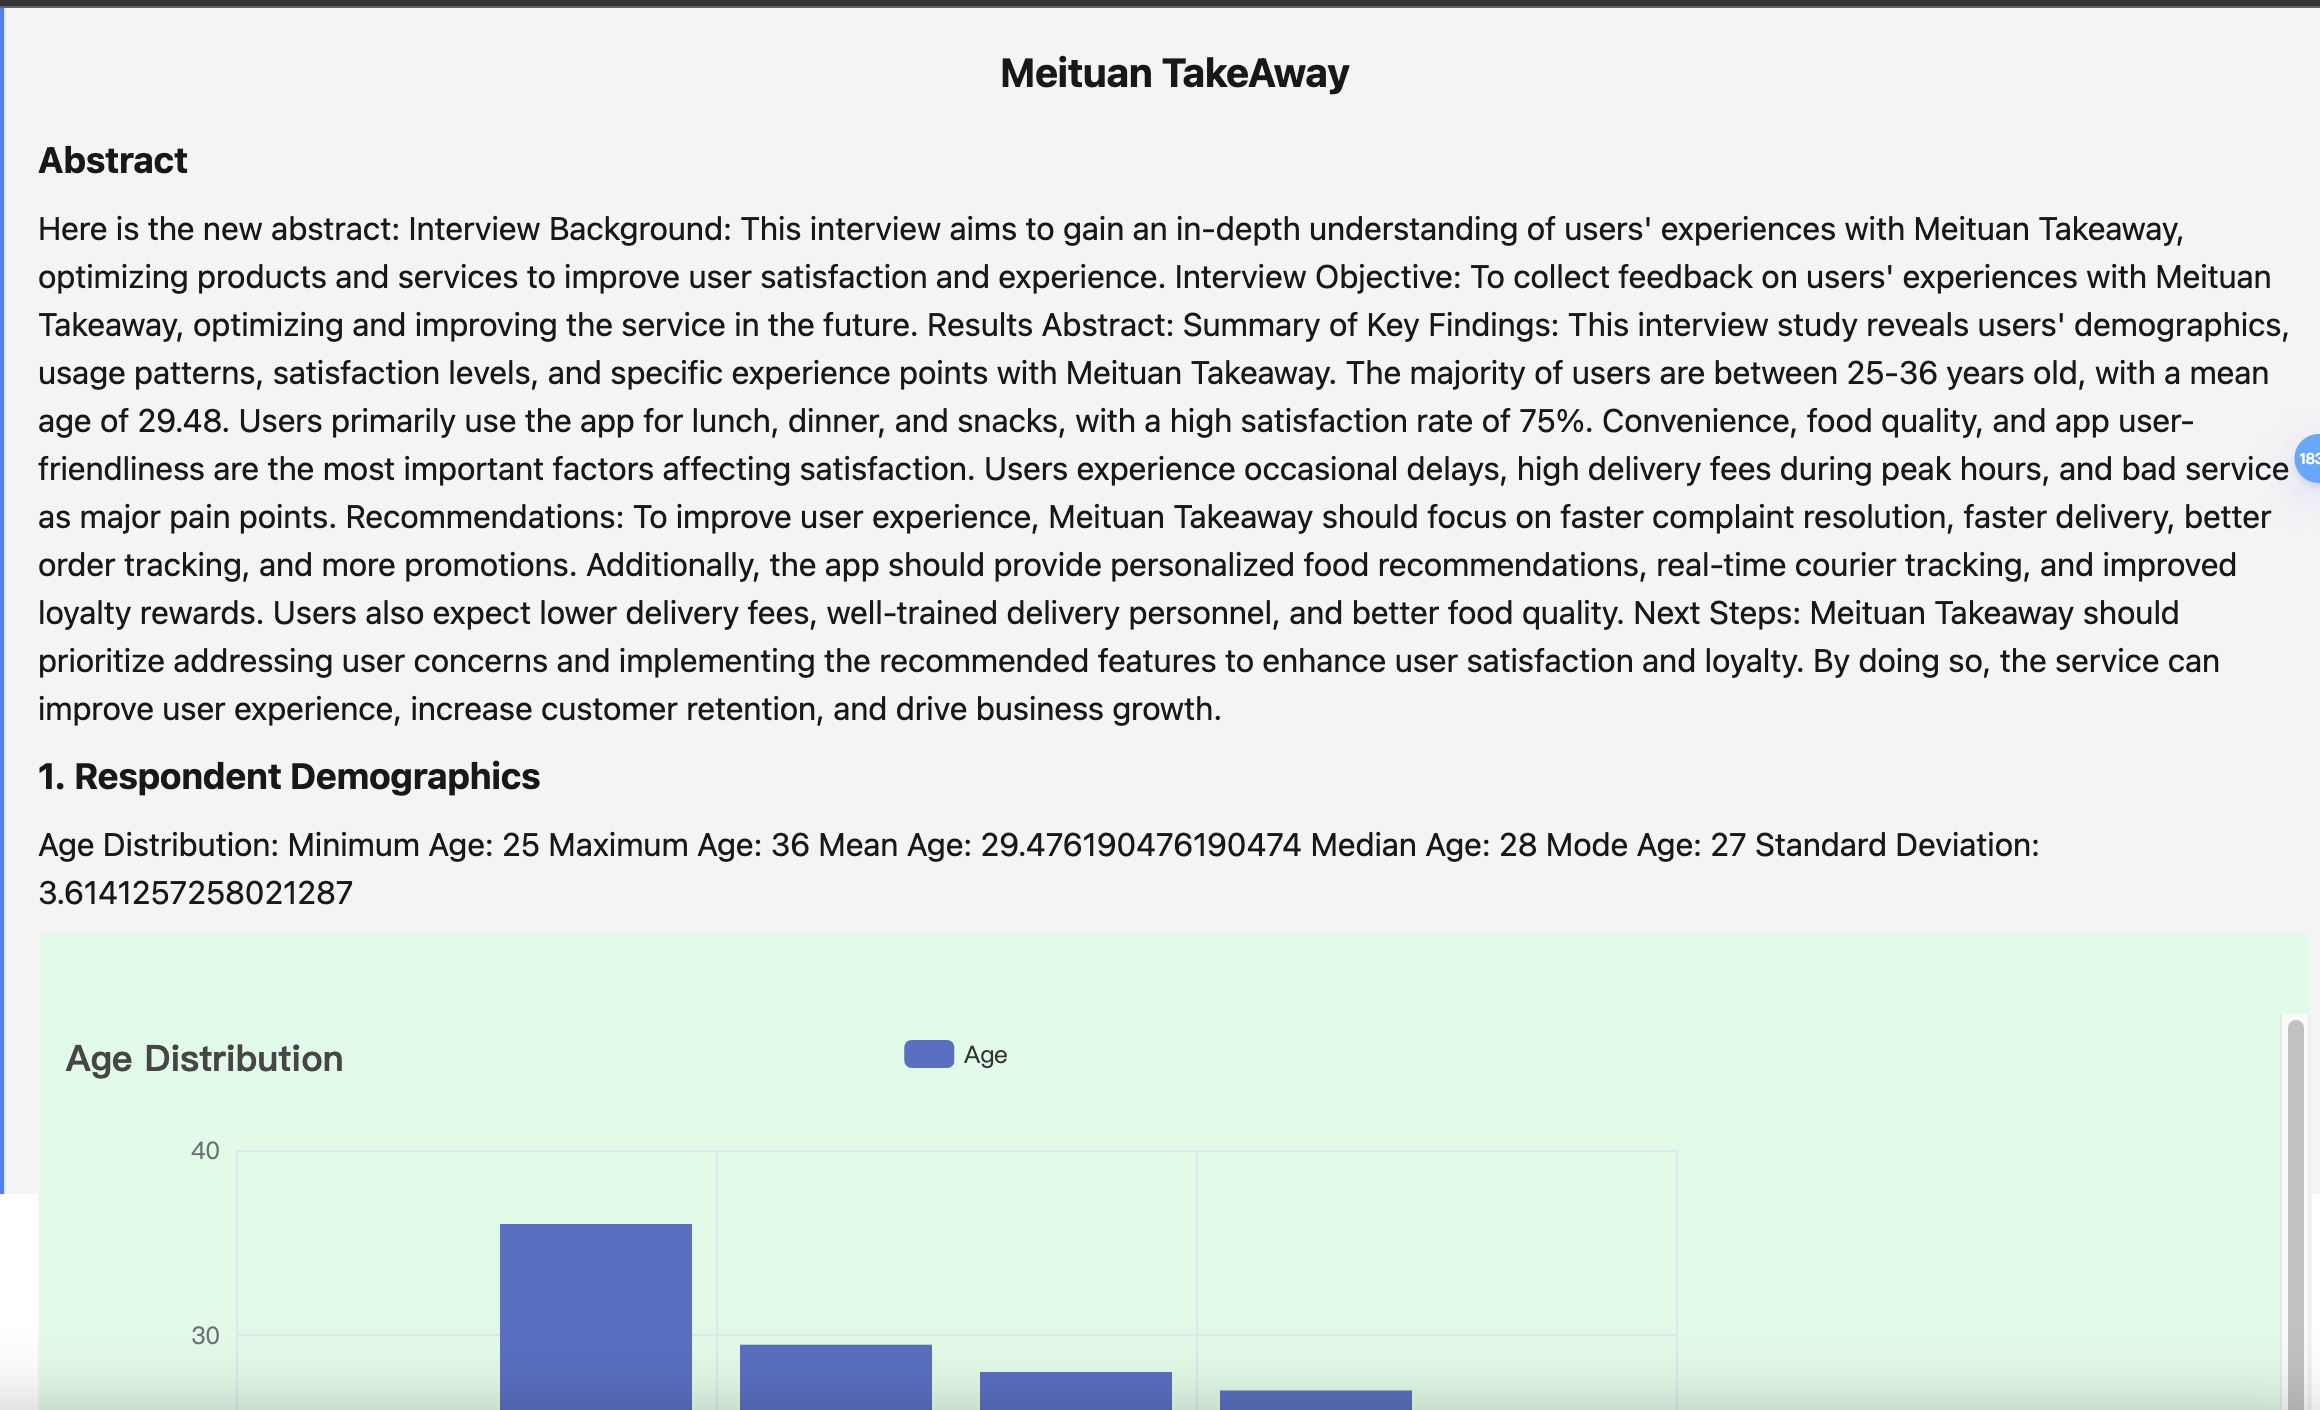 Meituan TakeAway
Abstract
Here is the new abstract: Interview Background: This interview aims to gain an in-depth understanding of users' experiences with Meituan Takeaway,
optimizing products and services to improve user satisfaction and experience. Interview Objective: To collect feedback on users' experiences with Meituan
Takeaway, optimizing and improving the service in the future. Results Abstract: Summary of Key Findings: This interview study reveals users' demographics,
usage patterns, satisfaction levels, and specific experience points with Meituan Takeaway. The majority of users are between 25-36 years old, with a mean
age of 29.48. Users primarily use the app for lunch, dinner, and snacks, with a high satisfaction rate of 75%. Convenience, food quality, and app user-
friendliness are the most important factors affecting satisfaction. Users experience occasional delays, high delivery fees during peak hours, and bad service
as major pain points. Recommendations: To improve user experience, Meituan Takeaway should focus on faster complaint resolution, faster delivery, better
order tracking, and more promotions. Additionally, the app should provide personalized food recommendations, real-time courier tracking, and improved
loyalty rewards. Users also expect lower delivery fees, well-trained delivery personnel, and better food quality. Next Steps: Meituan Takeaway should
prioritize addressing user concerns and implementing the recommended features to enhance user satisfaction and loyalty. By doing so, the service can
improve user experience, increase customer retention, and drive business growth.
1. Respondent Demographics
Age Distribution: Minimum Age: 25 Maximum Age: 36 Mean Age: 29.476190476190474 Median Age: 28 Mode Age: 27 Standard Deviation:
3.6141257258021287
Age Distribution
Age
40
30